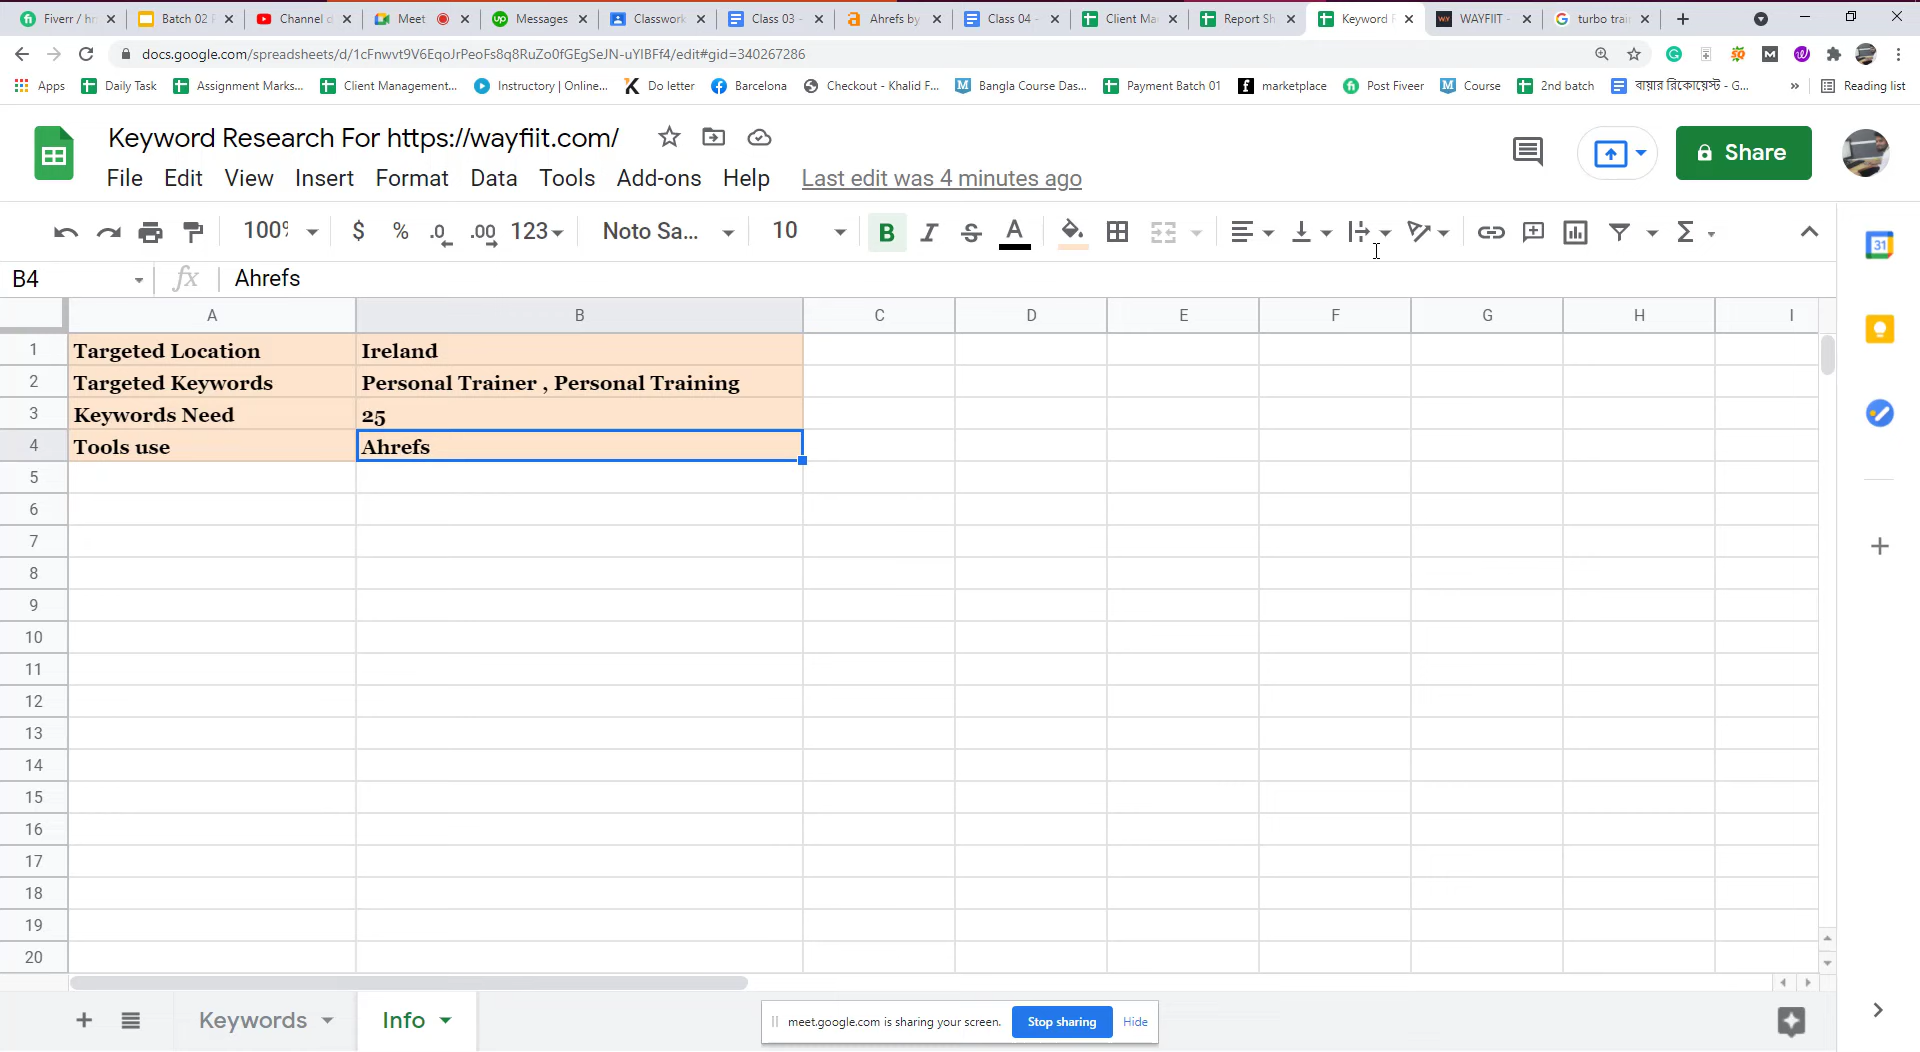 Fiverr / hr
Batch 02 P
Channel d
Meet
Messages
Classwork
Class 03 -
Ahrefs by
Class 04 -
Client Ma
Report Sh
Keyword R
WAYFIIT -
turbo trai
docs.google.com/spreadsheets/d/1cFnwvt9V6EqoJrPeoFs8q8RuZo0fGEgSeJN-uYIBFf4/edit#gid=340267286
Apps
Daily Task
Assignment Marks...
Client Management...
Instructory | Online...
Do letter
Barcelona
Checkout - Khalid F...
Bangla Course Das...
Payment Batch 01
marketplace
Post Fiveer
Course
2nd batch
বায়ার রিকোয়েস্ট - G...
»
Reading list
Keyword Research For https://wayfiit.com/
Share
File Edit View Insert Format Data Tools Add-ons Help Last edit was 4 minutes ago
100% $ % .0 .00 123 Noto Sa... 10 B I S A Σ
31
B4 fx Ahrefs
A B C D E F G H I
1 Targeted Location Ireland
2 Targeted Keywords Personal Trainer , Personal Training
3 Keywords Need 25
4 Tools use Ahrefs
5
6
7
8
9
10
11
12
13
14
15
16
17
18
19
20
Keywords Info
meet.google.com is sharing your screen. Stop sharing Hide